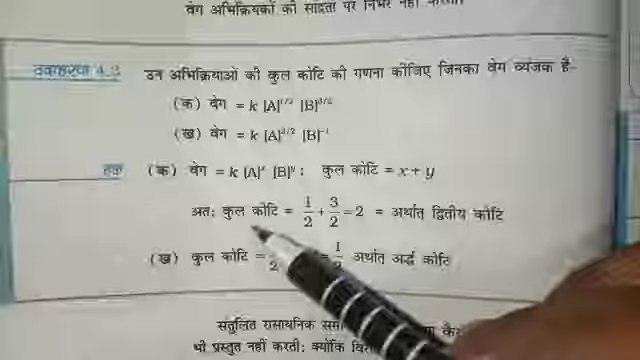 वेग अभिक्रियकों की सांद्रता पर निर्भर नहीं करता।
उदाहरण 4.3 उन अभिक्रियाओं की कुल कोटि की गणना कीजिए जिनका वेग व्यंजक है–
(क) वेग = k [A]^{1/2} [B]^{3/2}
(ख) वेग = k [A]^{3/2} [B]^{-1}
हल (क) वेग = k [A]^x [B]^y : कुल कोटि = x + y
अतः कुल कोटि = 1/2 + 3/2 = 2 = अर्थात द्वितीय कोटि
(ख) कुल कोटि = /2 = 1/2 अर्थात अर्द्ध कोटि
संतुलित रासायनिक
भी प्रस्तुत नहीं करती; क्योंकि